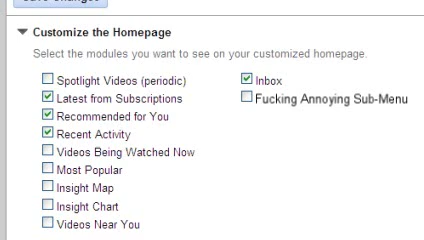 Save Changes
Customize the Homepage
Select the modules you want to see on your customized homepage.
Spotlight Videos (periodic)
Latest from Subscriptions
Recommended for You
Recent Activity
Videos Being Watched Now
Most Popular
Insight Map
Insight Chart
Videos Near You
Inbox
Fucking Annoying Sub-Menu